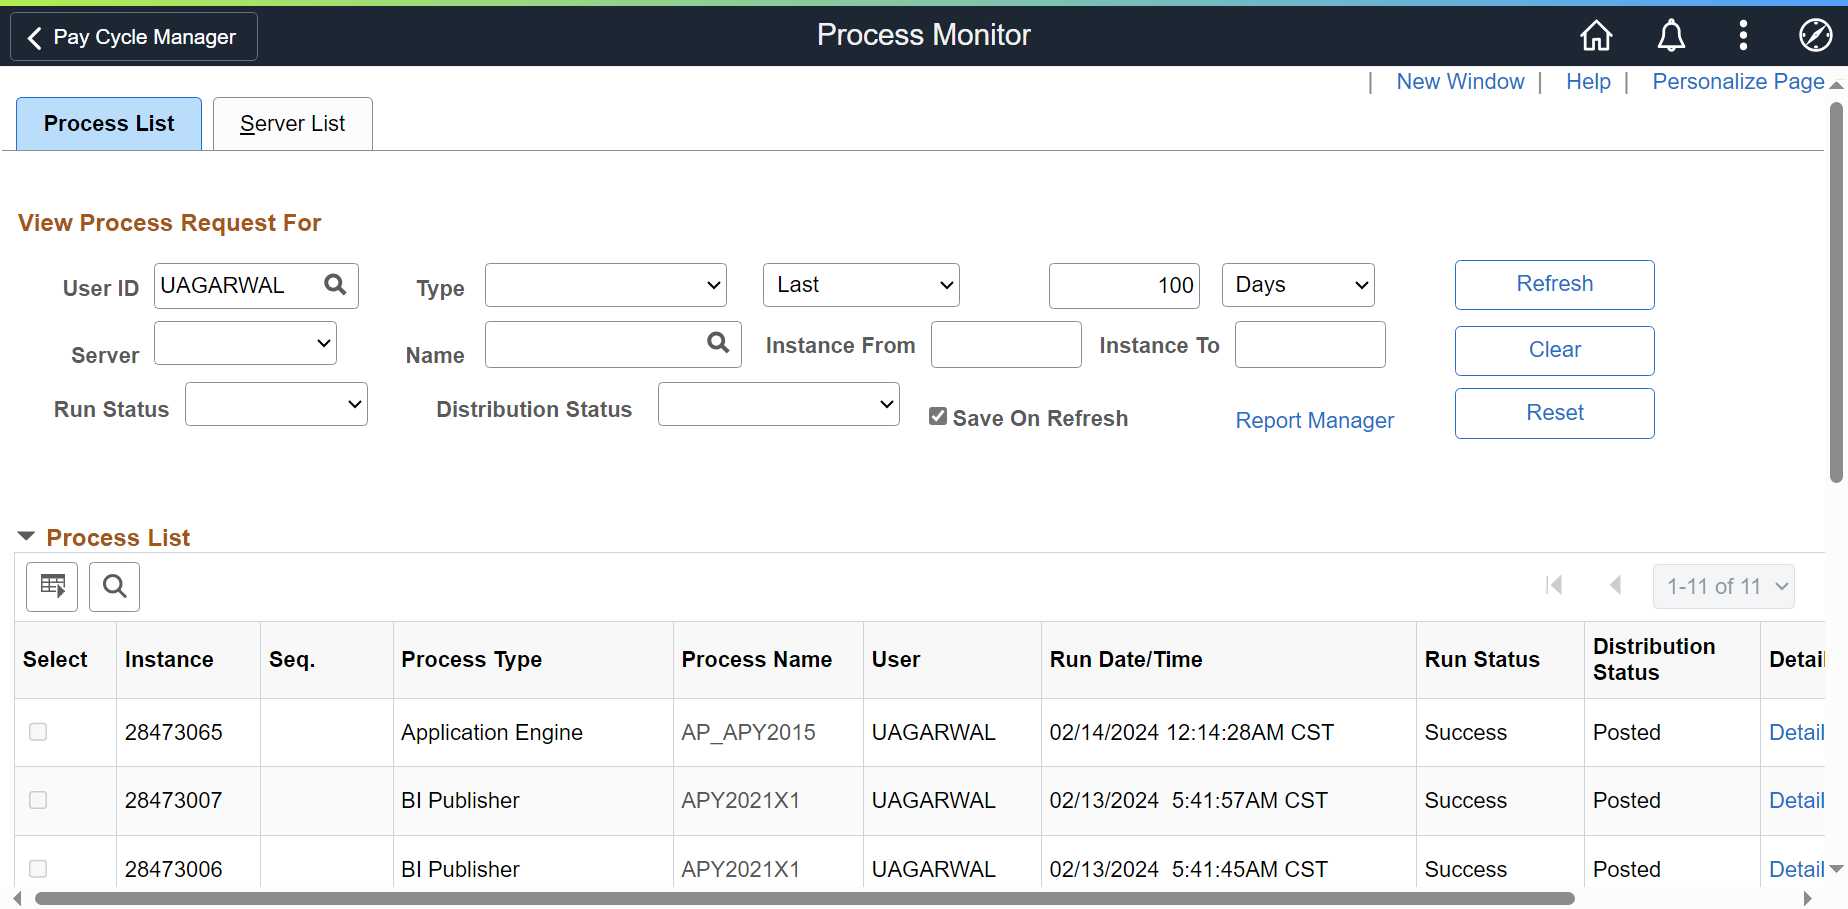 Pay Cycle Manager
Process Monitor
New Window | Help | Personalize Page
Process List
Server List
View Process Request For
User ID UAGARWAL Type Last 100 Days Refresh
Server Name Instance From Instance To Clear
Run Status Distribution Status Save On Refresh Report Manager Reset
Process List
1-11 of 11
Select Instance Seq. Process Type Process Name User Run Date/Time Run Status Distribution Status Detai
28473065 Application Engine AP_APY2015 UAGARWAL 02/14/2024 12:14:28AM CST Success Posted Detail
28473007 BI Publisher APY2021X1 UAGARWAL 02/13/2024 5:41:57AM CST Success Posted Detail
28473006 BI Publisher APY2021X1 UAGARWAL 02/13/2024 5:41:45AM CST Success Posted Detail